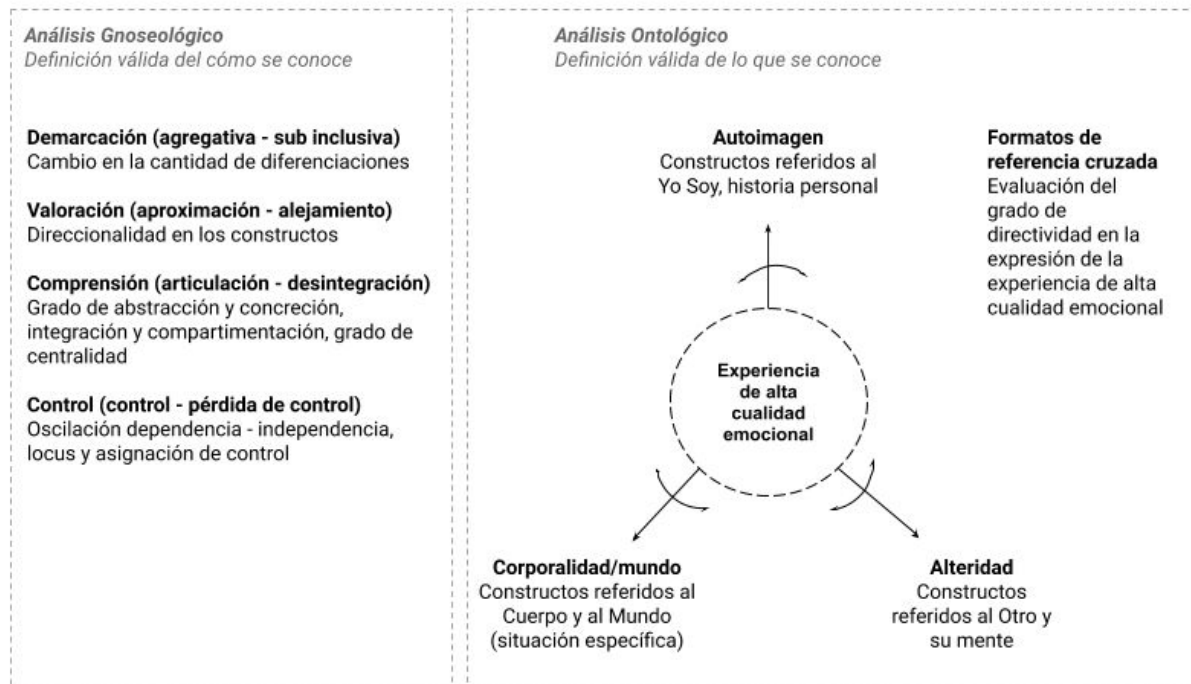 Análisis Gnoseológico
Definición válida del cómo se conoce
Demarcación (agregativa - sub inclusiva)
Cambio en la cantidad de diferenciaciones
Valoración (aproximación - alejamiento)
Direccionalidad en los constructos
Comprensión (articulación - desintegración)
Grado de abstracción y concreción,
integración y compartimentación, grado de
centralidad
Control (control - pérdida de control)
Oscilación dependencia - independencia,
locus y asignación de control
Análisis Ontológico
Definición válida de lo que se conoce
Autoimagen
Constructos referidos al
Yo Soy, historia personal
Formatos de
referencia cruzada
Evaluación del
grado de
directividad en la
expresión de la
experiencia de alta
cualidad emocional
Experiencia
de alta
cualidad
emocional
Corporalidad/mundo
Constructos referidos al
Cuerpo y al Mundo
(situación específica)
Alteridad
Constructos
referidos al Otro y
su mente